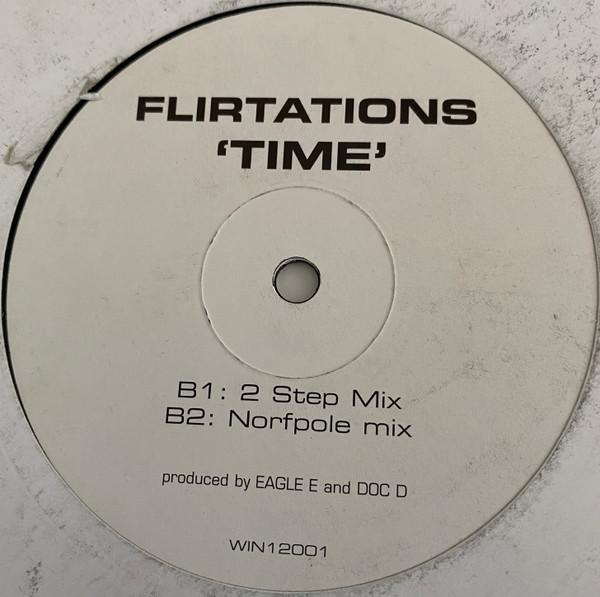 FLIRTATIONS
‘TIME’
B1: 2 Step Mix
B2: Norfpole mix
produced by EAGLE E and DOC D
WIN12001